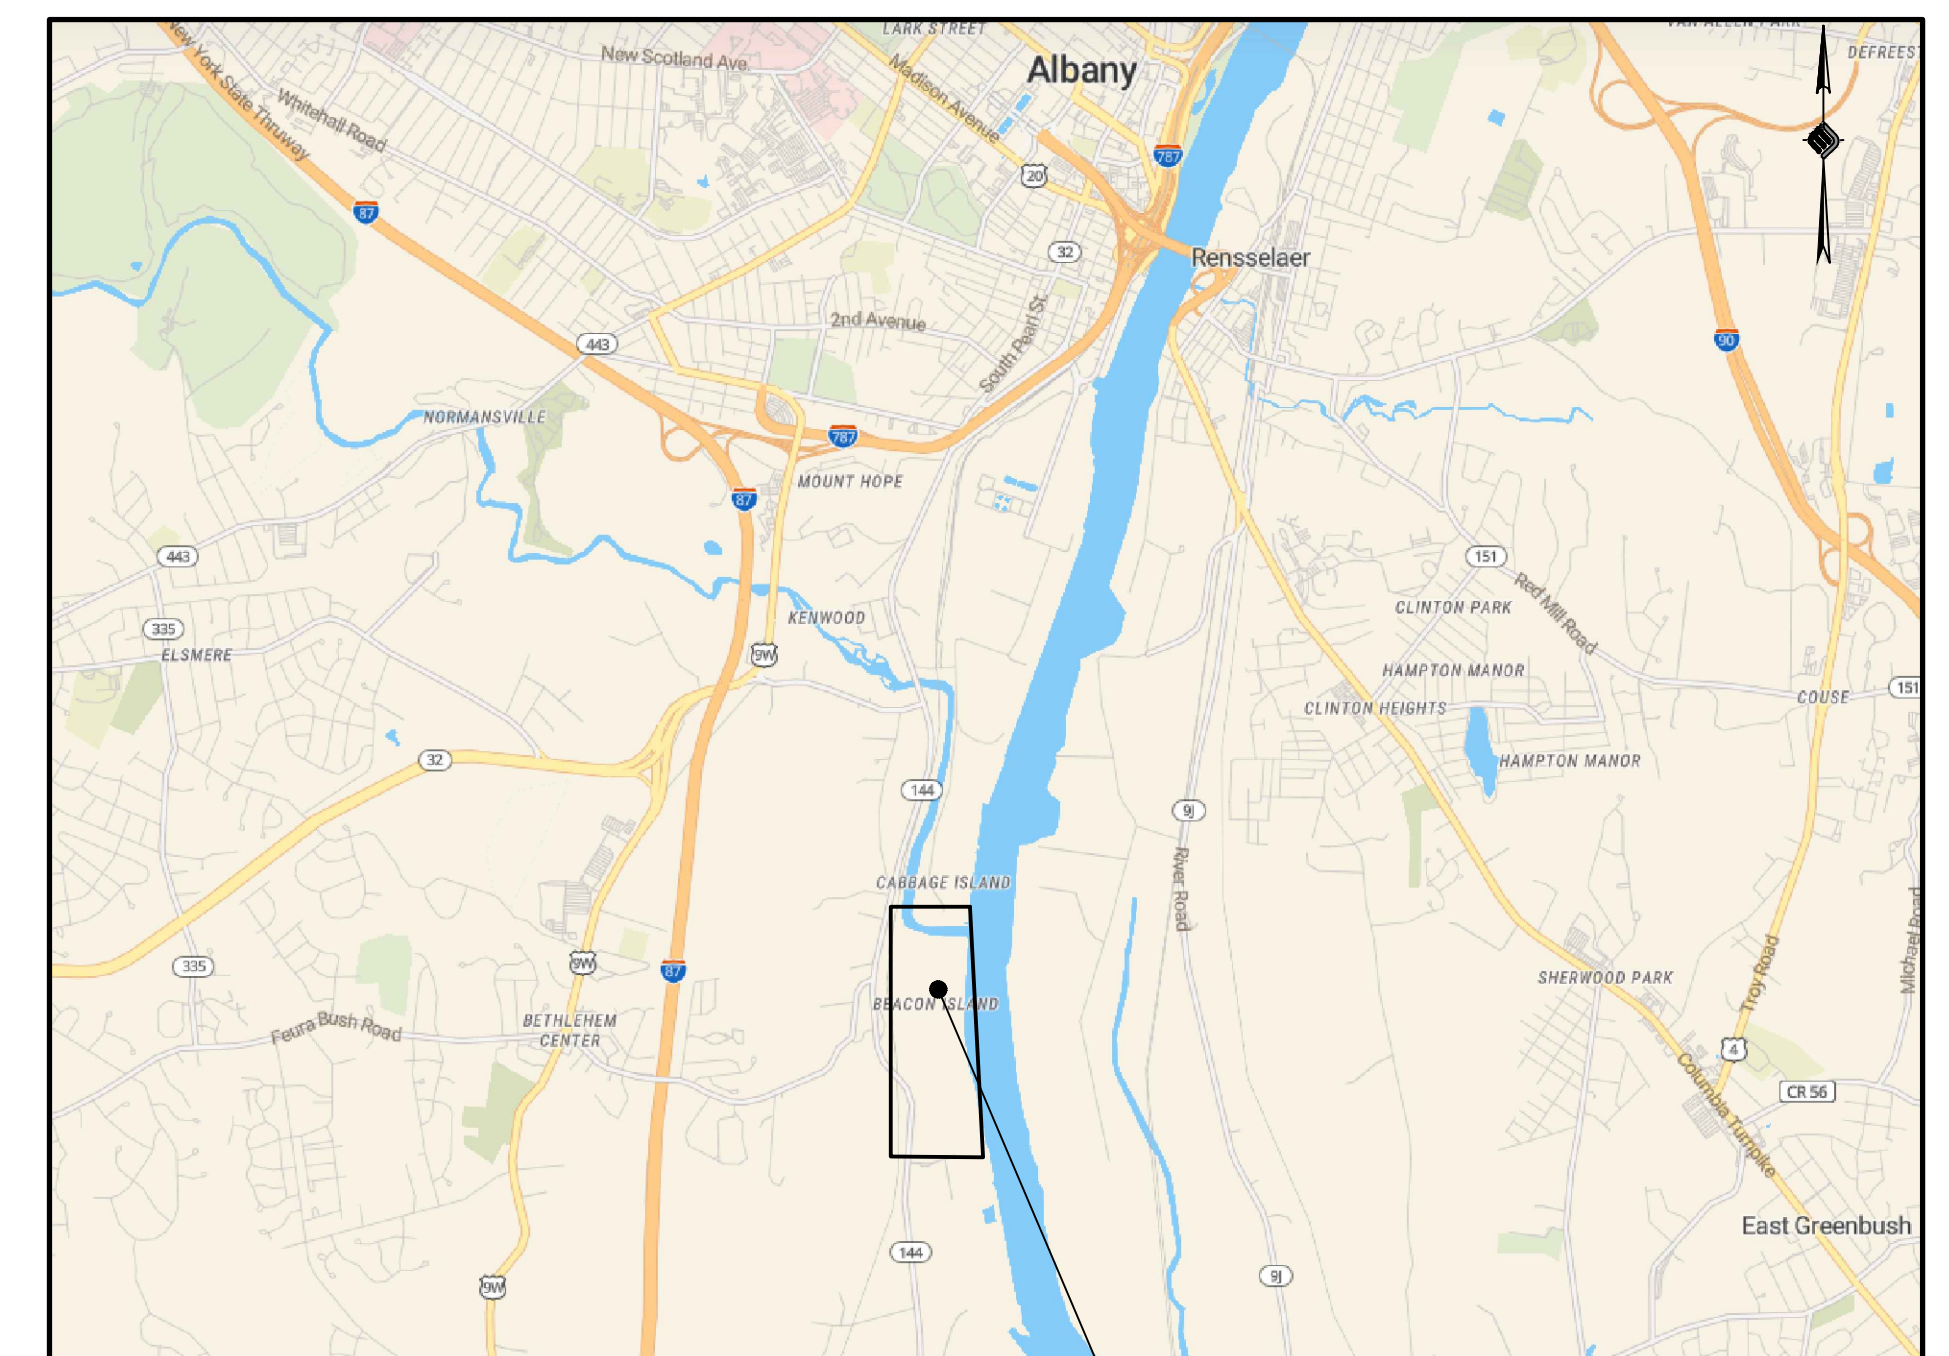 LARK STREET
New Scotland Ave.
Albany
Madison Avenue
New York State Thruway
Whitehall Road
787
20
87
32
Rensselaer
2nd Avenue
South Pearl St.
443
90
NORMANSVILLE
787
MOUNT HOPE
87
443
151
Red Mill Road
CLINTON PARK
KENWOOD
335
ELSMERE
9W
HAMPTON MANOR
151
COUSE
CLINTON HEIGHTS
32
HAMPTON MANOR
144
9J
River Road
CABBAGE ISLAND
Michael Road
335
9W
87
SHERWOOD PARK
Troy Road
BEACON ISLAND
Feura Bush Road
BETHLEHEM
CENTER
4
CR 56
Columbia Turnpike
East Greenbush
144
9J
9W